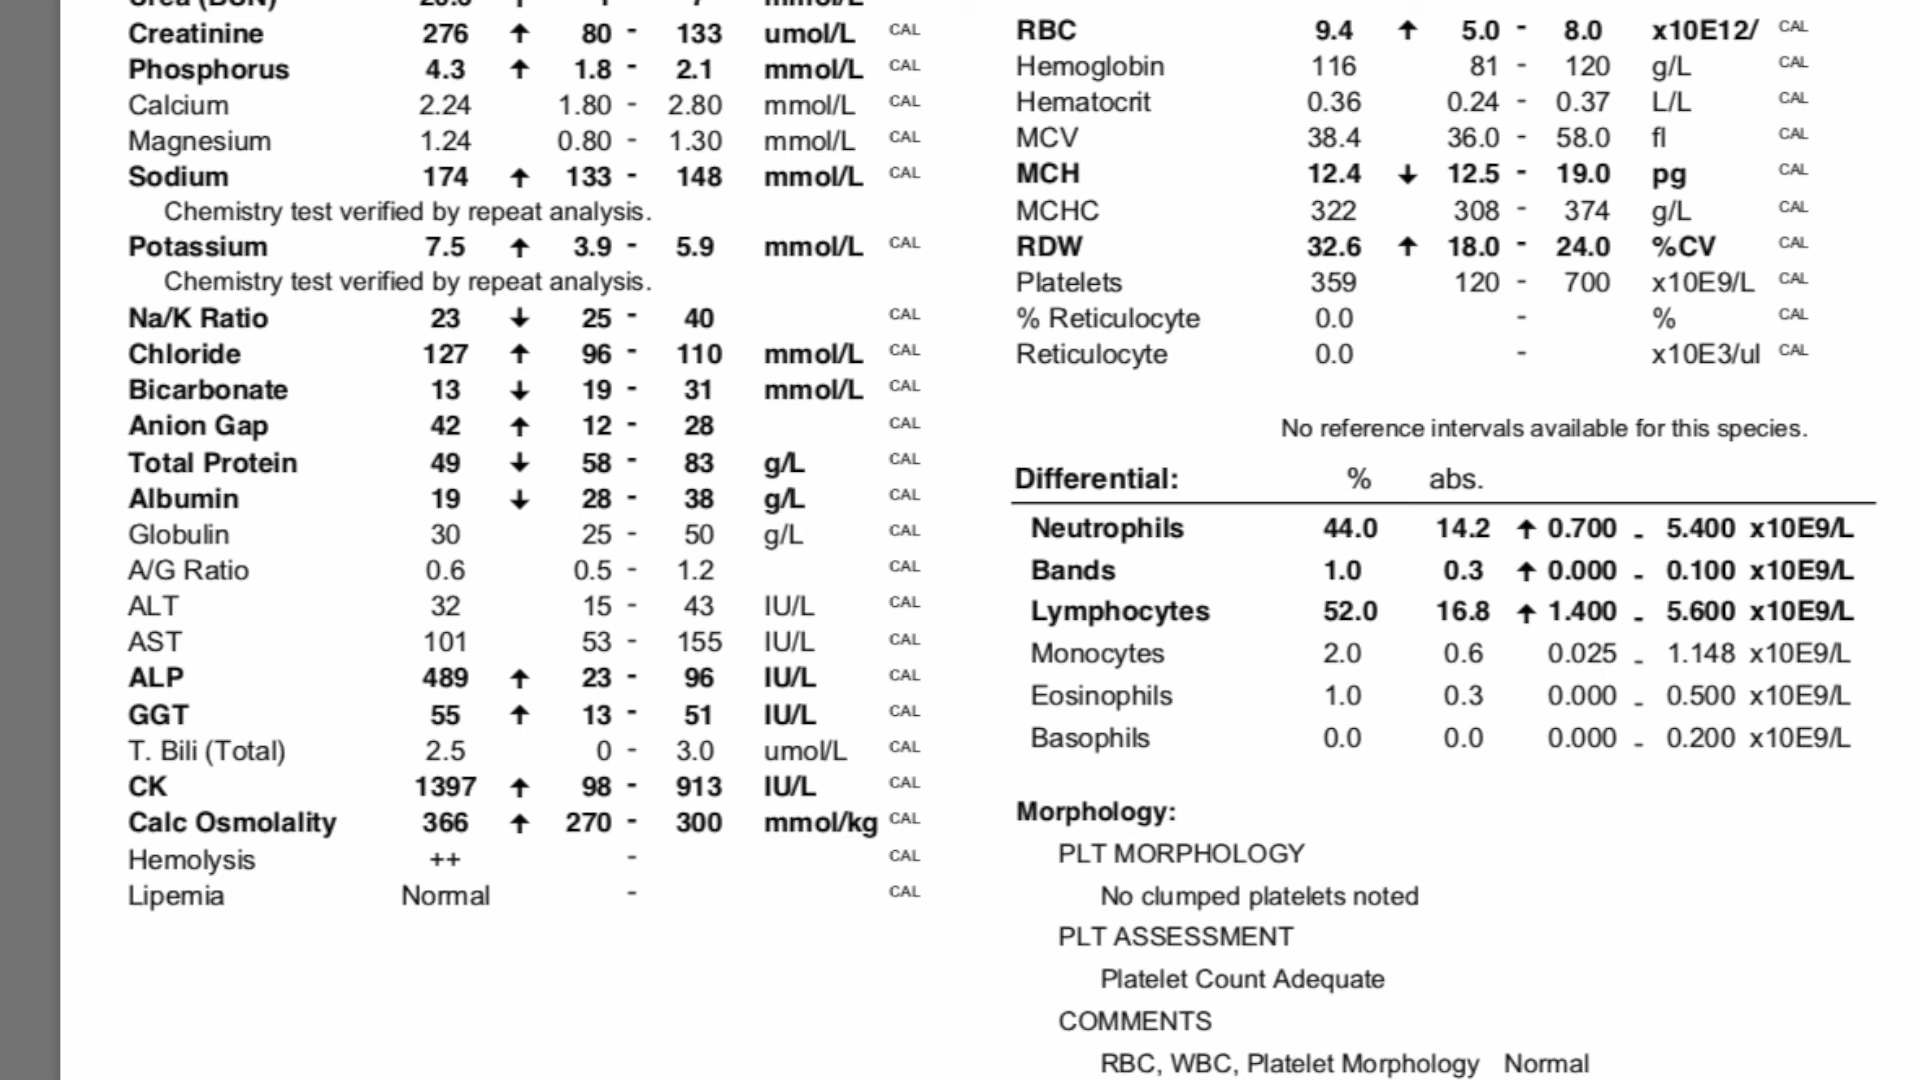 Creatinine 276 ↑ 80 - 133 umol/L CAL
Phosphorus 4.3 ↑ 1.8 - 2.1 mmol/L CAL
Calcium 2.24 1.80 - 2.80 mmol/L CAL
Magnesium 1.24 0.80 - 1.30 mmol/L CAL
Sodium 174 ↑ 133 - 148 mmol/L CAL
Chemistry test verified by repeat analysis.
Potassium 7.5 ↑ 3.9 - 5.9 mmol/L CAL
Chemistry test verified by repeat analysis.
Na/K Ratio 23 ↓ 25 - 40 CAL
Chloride 127 ↑ 96 - 110 mmol/L CAL
Bicarbonate 13 ↓ 19 - 31 mmol/L CAL
Anion Gap 42 ↑ 12 - 28 CAL
Total Protein 49 ↓ 58 - 83 g/L CAL
Albumin 19 ↓ 28 - 38 g/L CAL
Globulin 30 25 - 50 g/L CAL
A/G Ratio 0.6 0.5 - 1.2 CAL
ALT 32 15 - 43 IU/L CAL
AST 101 53 - 155 IU/L CAL
ALP 489 ↑ 23 - 96 IU/L CAL
GGT 55 ↑ 13 - 51 IU/L CAL
T. Bili (Total) 2.5 0 - 3.0 umol/L CAL
CK 1397 ↑ 98 - 913 IU/L CAL
Calc Osmolality 366 ↑ 270 - 300 mmol/kg CAL
Hemolysis ++ - CAL
Lipemia Normal - CAL
RBC 9.4 ↑ 5.0 - 8.0 x10E12/ CAL
Hemoglobin 116 81 - 120 g/L CAL
Hematocrit 0.36 0.24 - 0.37 L/L CAL
MCV 38.4 36.0 - 58.0 fl CAL
MCH 12.4 ↓ 12.5 - 19.0 pg CAL
MCHC 322 308 - 374 g/L CAL
RDW 32.6 ↑ 18.0 - 24.0 %CV CAL
Platelets 359 120 - 700 x10E9/L CAL
% Reticulocyte 0.0 - % CAL
Reticulocyte 0.0 - x10E3/ul CAL
No reference intervals available for this species.
Differential: % abs.
Neutrophils 44.0 14.2 ↑ 0.700 - 5.400 x10E9/L
Bands 1.0 0.3 ↑ 0.000 - 0.100 x10E9/L
Lymphocytes 52.0 16.8 ↑ 1.400 - 5.600 x10E9/L
Monocytes 2.0 0.6 0.025 - 1.148 x10E9/L
Eosinophils 1.0 0.3 0.000 - 0.500 x10E9/L
Basophils 0.0 0.0 0.000 - 0.200 x10E9/L
Morphology:
PLT MORPHOLOGY
No clumped platelets noted
PLT ASSESSMENT
Platelet Count Adequate
COMMENTS
RBC, WBC, Platelet Morphology Normal